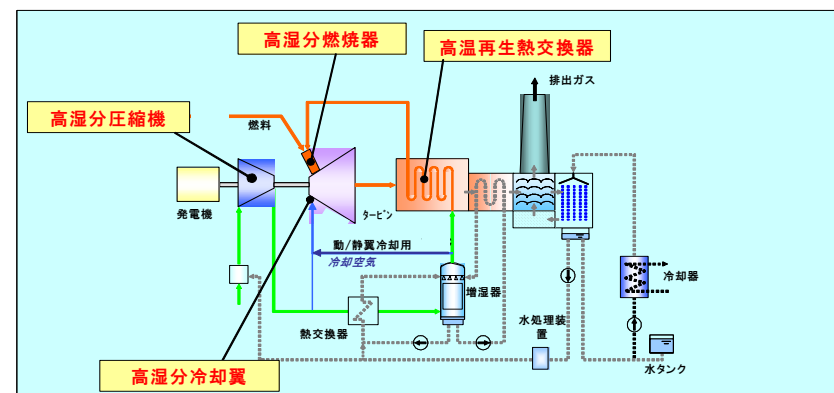 高湿分燃焼器
高温再生熱交換器
排出ガス
高湿分圧縮機
燃料
発電機
タービン
動/静翼冷却用
冷却空気
増湿器
冷却器
熱交換器
水処理装
置
水タンク
高湿分冷却翼